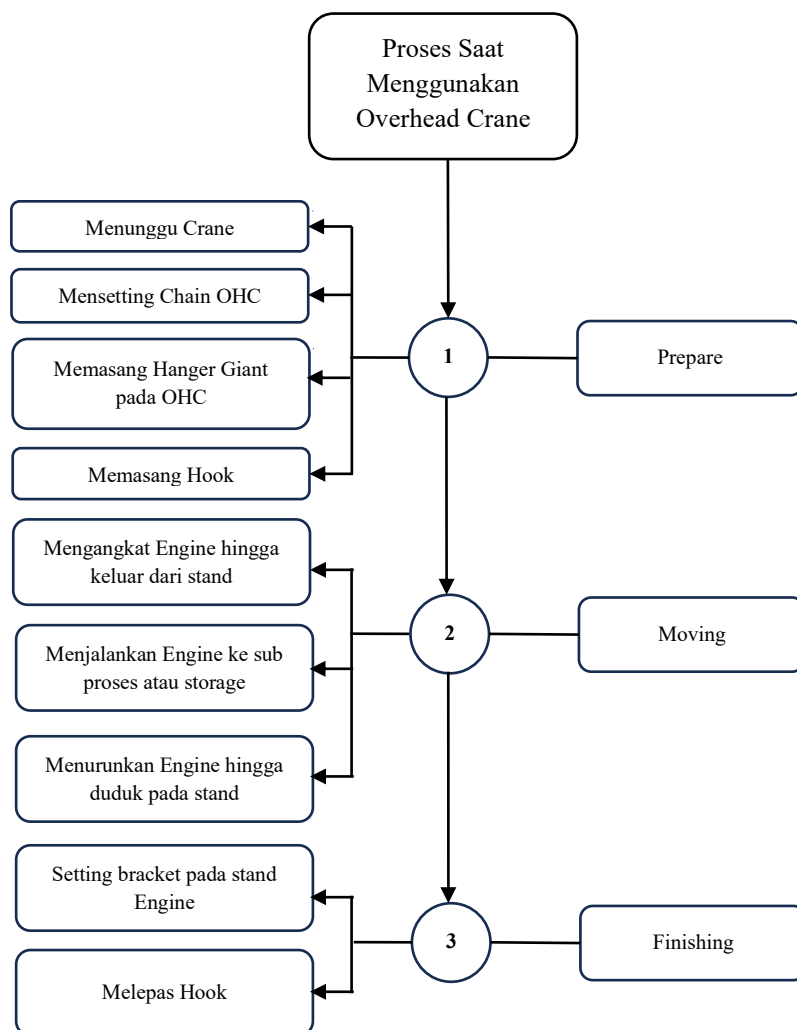 Proses Saat
Menggunakan
Overhead Crane
Menunggu Crane
Mensetting Chain OHC
Memasang Hanger Giant
pada OHC
Memasang Hook
1
Prepare
Mengangkat Engine hingga
keluar dari stand
Menjalankan Engine ke sub
proses atau storage
Menurunkan Engine hingga
duduk pada stand
2
Moving
Setting bracket pada stand
Engine
Melepas Hook
3
Finishing